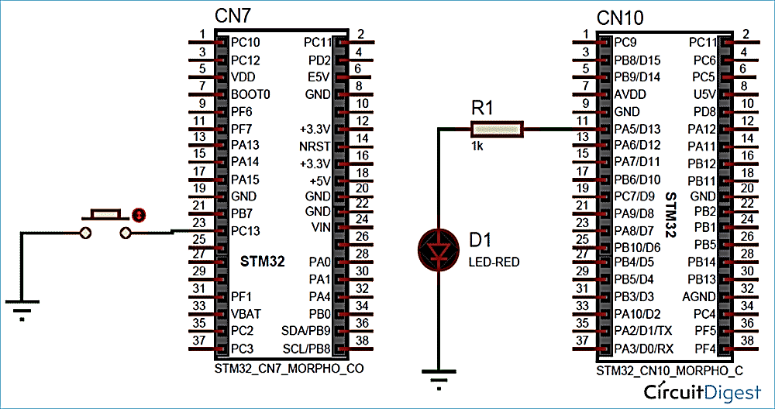 CN7
1 PC10 PC11 2
3 PC12 PD2 4
5 VDD E5V 6
7 BOOT0 GND 8
9 PF6 10
11 PF7 +3.3V 12
13 PA13 NRST 14
15 PA14 +3.3V 16
17 PA15 +5V 18
19 GND GND 20
21 PB7 GND 22
23 PC13 VIN 24
25 26
27 STM32 PA0 28
29 PA1 30
31 PF1 PA4 32
33 VBAT PB0 34
35 PC2 SDA/PB9 36
37 PC3 SCL/PB8 38
STM32_CN7_MORPHO_CO
R1
1k
D1
LED-RED
CN10
1 PC9 PC11 2
3 PB8/D15 PC6 4
5 PB9/D14 PC5 6
7 AVDD U5V 8
9 GND PD8 10
11 PA5/D13 PA12 12
13 PA6/D12 PA11 14
15 PA7/D11 PB12 16
17 PB6/D10 PB11 18
19 PC7/D9 GND 20
21 PA9/D8 PB2 22
23 PA8/D7 PB1 24
25 PB10/D6 PB5 26
27 PB4/D5 PB14 28
29 PB5/D4 PB13 30
31 PB3/D3 AGND 32
33 PA10/D2 PC4 34
35 PA2/D1/TX PF5 36
37 PA3/D0/RX PF4 38
STM32
STM32_CN10_MORPHO_C
CIRCUITDIGEST